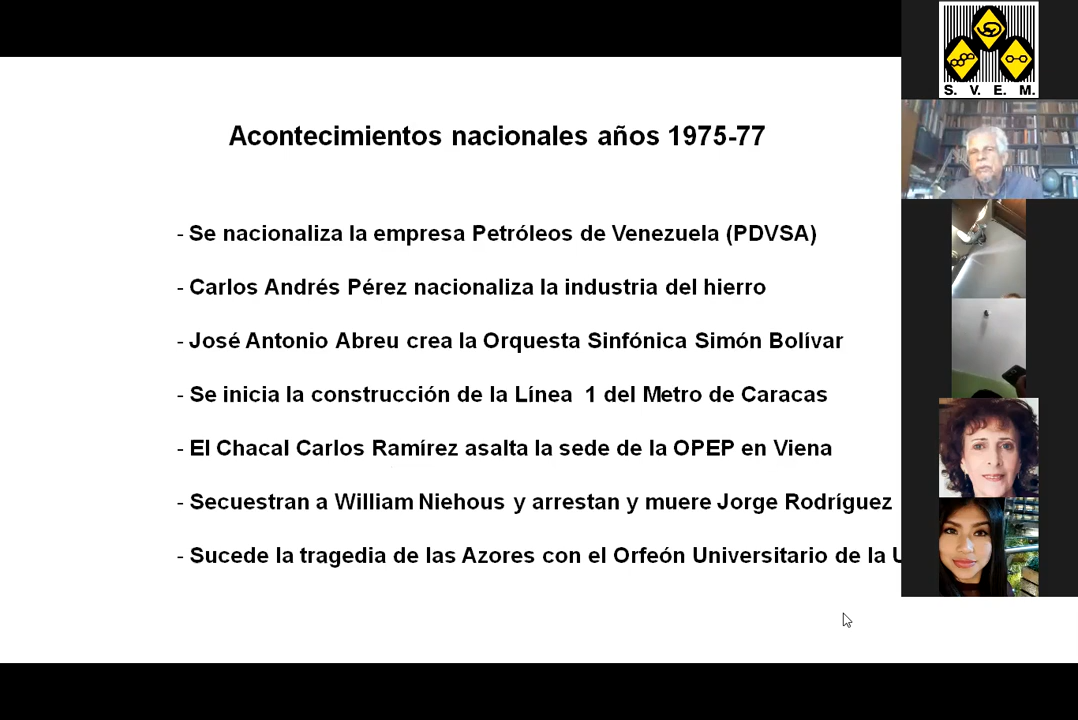 S. V. E. M.
Acontecimientos nacionales años 1975-77
- Se nacionaliza la empresa Petróleos de Venezuela (PDVSA)
- Carlos Andrés Pérez nacionaliza la industria del hierro
- José Antonio Abreu crea la Orquesta Sinfónica Simón Bolívar
- Se inicia la construcción de la Línea 1 del Metro de Caracas
- El Chacal Carlos Ramírez asalta la sede de la OPEP en Viena
- Secuestran a William Niehous y arrestan y muere Jorge Rodríguez
- Sucede la tragedia de las Azores con el Orfeón Universitario de la